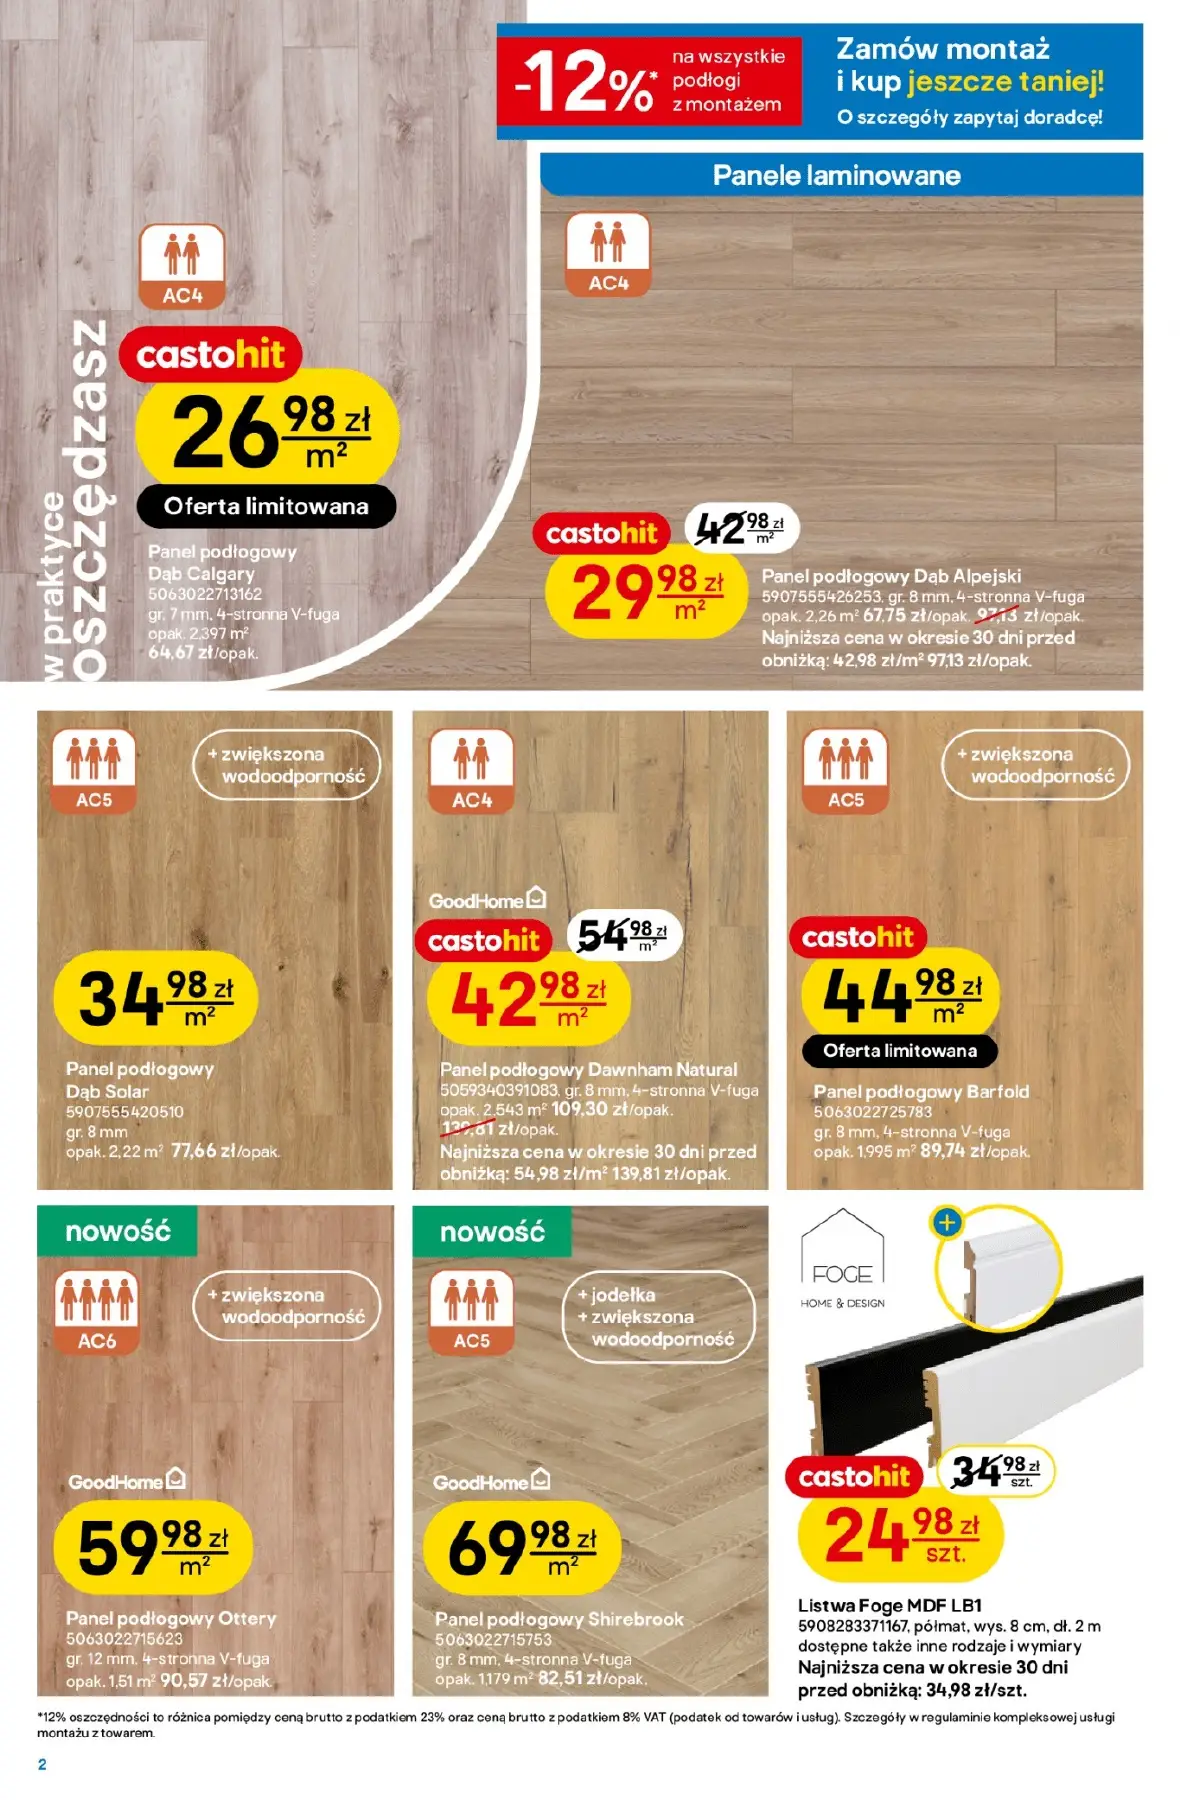 -12%*
na wszystkie
podłogi
z montażem
Zamów montaż
i kup jeszcze taniej!
O szczegóły zapytaj doradcę!
Panele laminowane
w praktyce
oszczędzasz
AC4
castohit
26,98 zł
m²
Oferta limitowana
Panel podłogowy
Dąb Calgary
5063022713162
gr. 7 mm, 4-stronna V-fuga
opak. 2,397 m²
64,67 zł/opak.
AC4
castohit
42,98 zł
m²
29,98 zł
m²
Panel podłogowy Dąb Alpejski
5907555426253, gr. 8 mm, 4-stronna V-fuga
opak. 2,26 m² 67,75 zł/opak. 97,13 zł/opak.
Najniższa cena w okresie 30 dni przed
obniżką: 42,98 zł/m² 97,13 zł/opak.
AC5
+ zwiększona
wodoodporność
34,98 zł
m²
Panel podłogowy
Dąb Solar
5907555420510
gr. 8 mm
opak. 2,22 m² 77,66 zł/opak.
AC4
GoodHome
castohit
54,98 zł
m²
42,98 zł
m²
Panel podłogowy Dawnham Natural
5059340391083, gr. 8 mm, 4-stronna V-fuga
opak. 2,543 m² 109,30 zł/opak.
139,81 zł/opak.
Najniższa cena w okresie 30 dni przed
obniżką: 54,98 zł/m² 139,81 zł/opak.
AC5
+ zwiększona
wodoodporność
castohit
44,98 zł
m²
Oferta limitowana
Panel podłogowy Barfold
5063022725783
gr. 8 mm, 4-stronna V-fuga
opak. 1,995 m² 89,74 zł/opak.
nowość
AC6
+ zwiększona
wodoodporność
GoodHome
59,98 zł
m²
Panel podłogowy Ottery
5063022715623
gr. 12 mm, 4-stronna V-fuga
opak. 1,51 m² 90,57 zł/opak.
nowość
AC5
+ jodełka
+ zwiększona
wodoodporność
GoodHome
69,98 zł
m²
Panel podłogowy Shirebrook
5063022715753
gr. 8 mm, 4-stronna V-fuga
opak. 1,179 m² 82,51 zł/opak.
FOGE
HOME & DESIGN
+
castohit
34,98 zł
szt.
24,98 zł
szt.
Listwa Foge MDF LB1
5908283371167, półmat, wys. 8 cm, dł. 2 m
dostępne także inne rodzaje i wymiary
Najniższa cena w okresie 30 dni
przed obniżką: 34,98 zł/szt.
*12% oszczędności to różnica pomiędzy ceną brutto z podatkiem 23% oraz ceną brutto z podatkiem 8% VAT (podatek od towarów i usług). Szczegóły w regulaminie kompleksowej usługi
montażu z towarem.
2